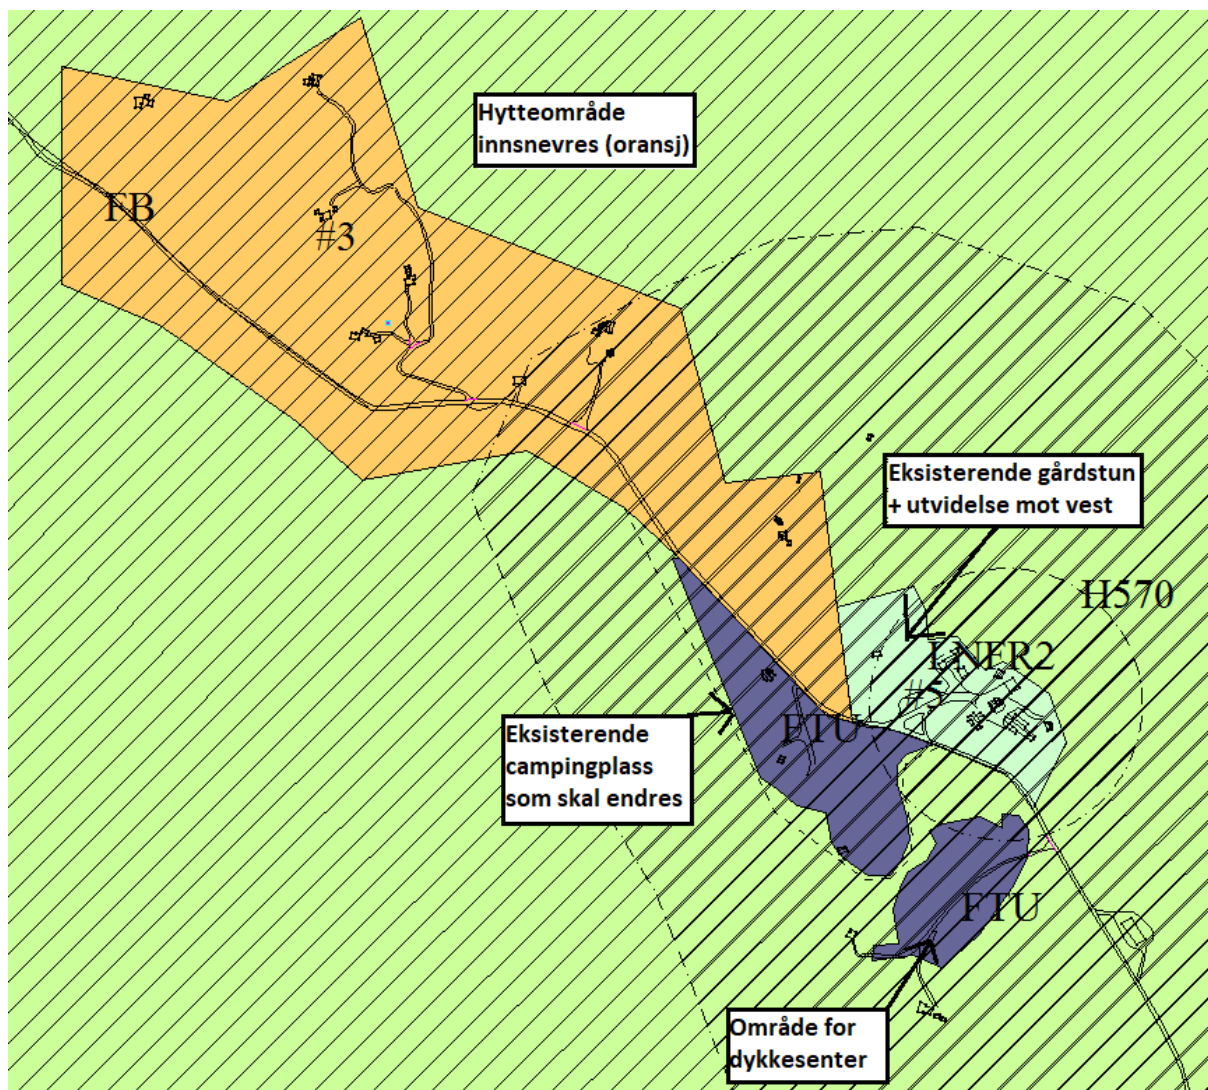 Hytteområde
innsnevres (oransj)
FB
#3
Eksisterende gårdstun
+ utvidelse mot vest
H570
LNFR2
#5
FTU
Eksisterende
campingplass
som skal endres
FTU
Område for
dykkesenter